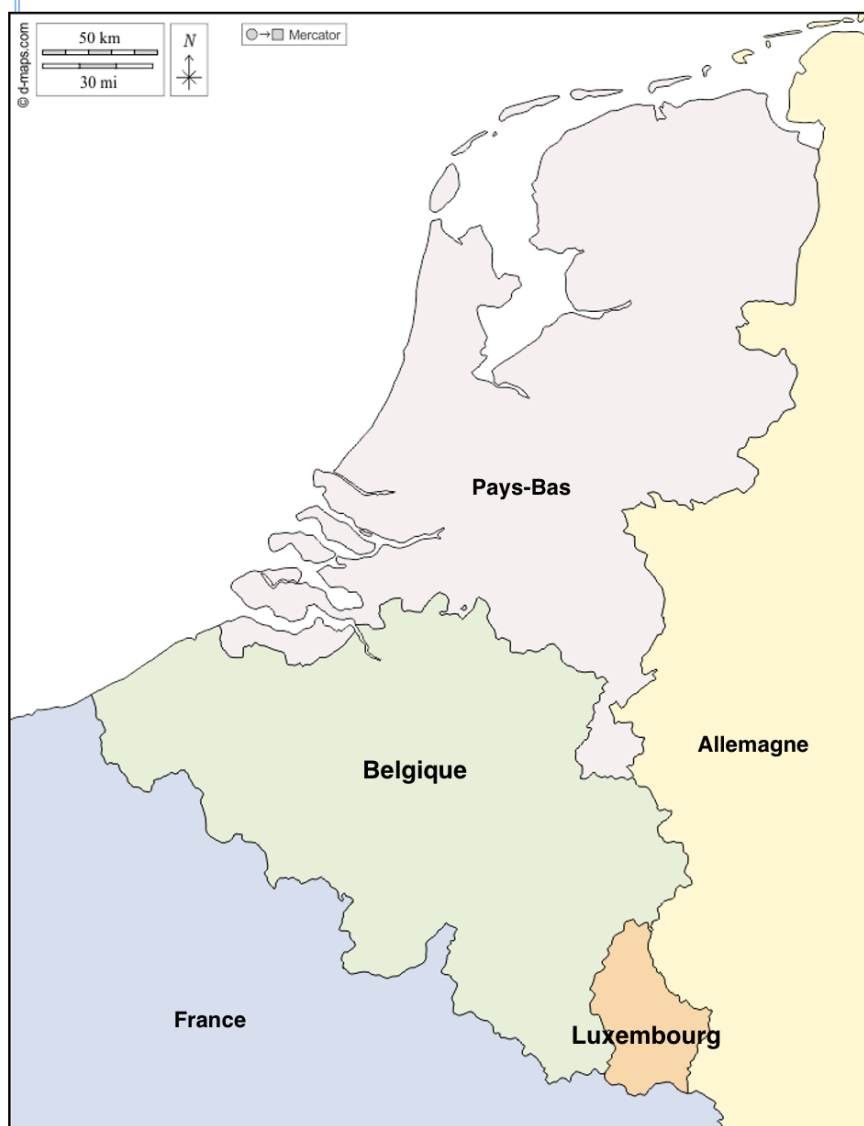 © d-maps.com
50 km
30 mi
N
Mercator
Pays-Bas
Allemagne
Belgique
France
Luxembourg